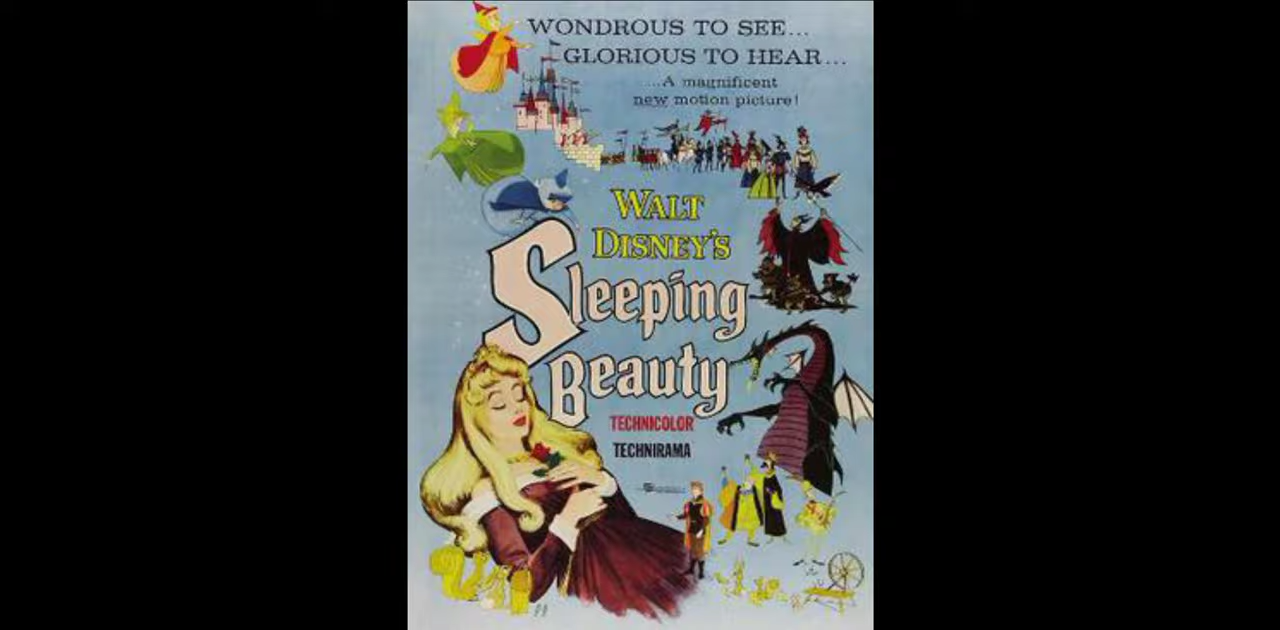 WONDROUS TO SEE...
GLORIOUS TO HEAR...
....A magnificent
new motion picture!
WALT
DISNEY'S
Sleeping
Beauty
TECHNICOLOR
TECHNIRAMA